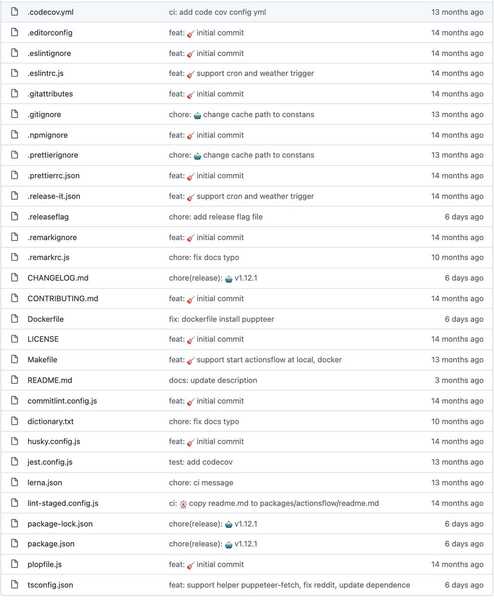 .codecov.yml ci: add code cov config yml 13 months ago
.editorconfig feat: 🎸 initial commit 14 months ago
.eslintignore feat: 🎸 initial commit 14 months ago
.eslintrc.js feat: 🎸 support cron and weather trigger 14 months ago
.gitattributes feat: 🎸 initial commit 14 months ago
.gitignore chore: 🤖 change cache path to constans 13 months ago
.npmignore feat: 🎸 initial commit 14 months ago
.prettierignore chore: 🤖 change cache path to constans 13 months ago
.prettierrc.json feat: 🎸 initial commit 14 months ago
.release-it.json feat: 🎸 support cron and weather trigger 14 months ago
.releaseflag chore: add release flag file 6 days ago
.remarkignore feat: 🎸 initial commit 14 months ago
.remarkrc.js chore: fix docs typo 10 months ago
CHANGELOG.md chore(release): 🤖 v1.12.1 6 days ago
CONTRIBUTING.md feat: 🎸 initial commit 14 months ago
Dockerfile fix: dockerfile install puppteer 6 days ago
LICENSE feat: 🎸 initial commit 14 months ago
Makefile feat: 🎸 support start actionsflow at local, docker 13 months ago
README.md docs: update description 3 months ago
commitlint.config.js feat: 🎸 initial commit 14 months ago
dictionary.txt chore: fix docs typo 10 months ago
husky.config.js feat: 🎸 initial commit 14 months ago
jest.config.js test: add codecov 13 months ago
lerna.json chore: ci message 13 months ago
lint-staged.config.js ci: 🎡 copy readme.md to packages/actionsflow/readme.md 14 months ago
package-lock.json chore(release): 🤖 v1.12.1 6 days ago
package.json chore(release): 🤖 v1.12.1 6 days ago
plopfile.js feat: 🎸 initial commit 14 months ago
tsconfig.json feat: support helper puppeteer-fetch, fix reddit, update dependence 6 days ago